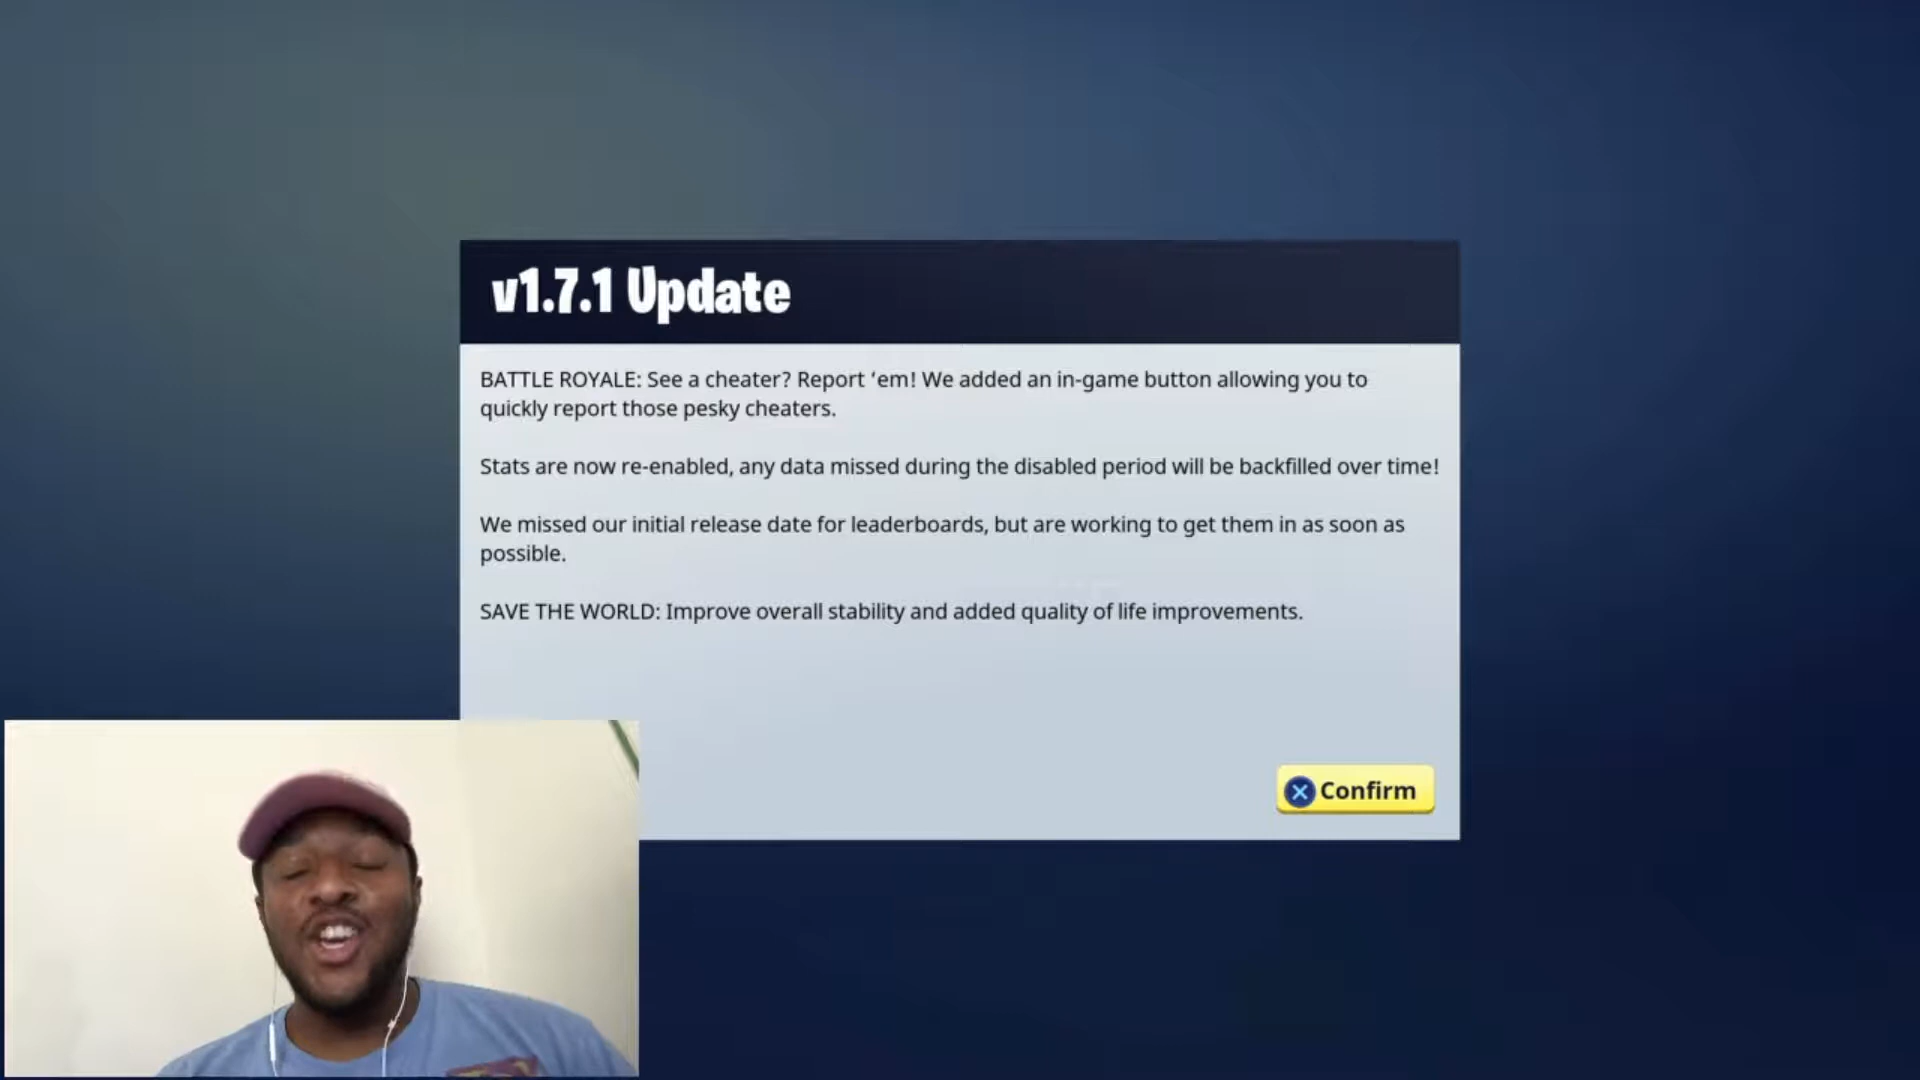 v1.7.1 Update
BATTLE ROYALE: See a cheater? Report ‘em! We added an in-game button allowing you to
quickly report those pesky cheaters.
Stats are now re-enabled, any data missed during the disabled period will be backfilled over time!
We missed our initial release date for leaderboards, but are working to get them in as soon as
possible.
SAVE THE WORLD: Improve overall stability and added quality of life improvements.
Confirm